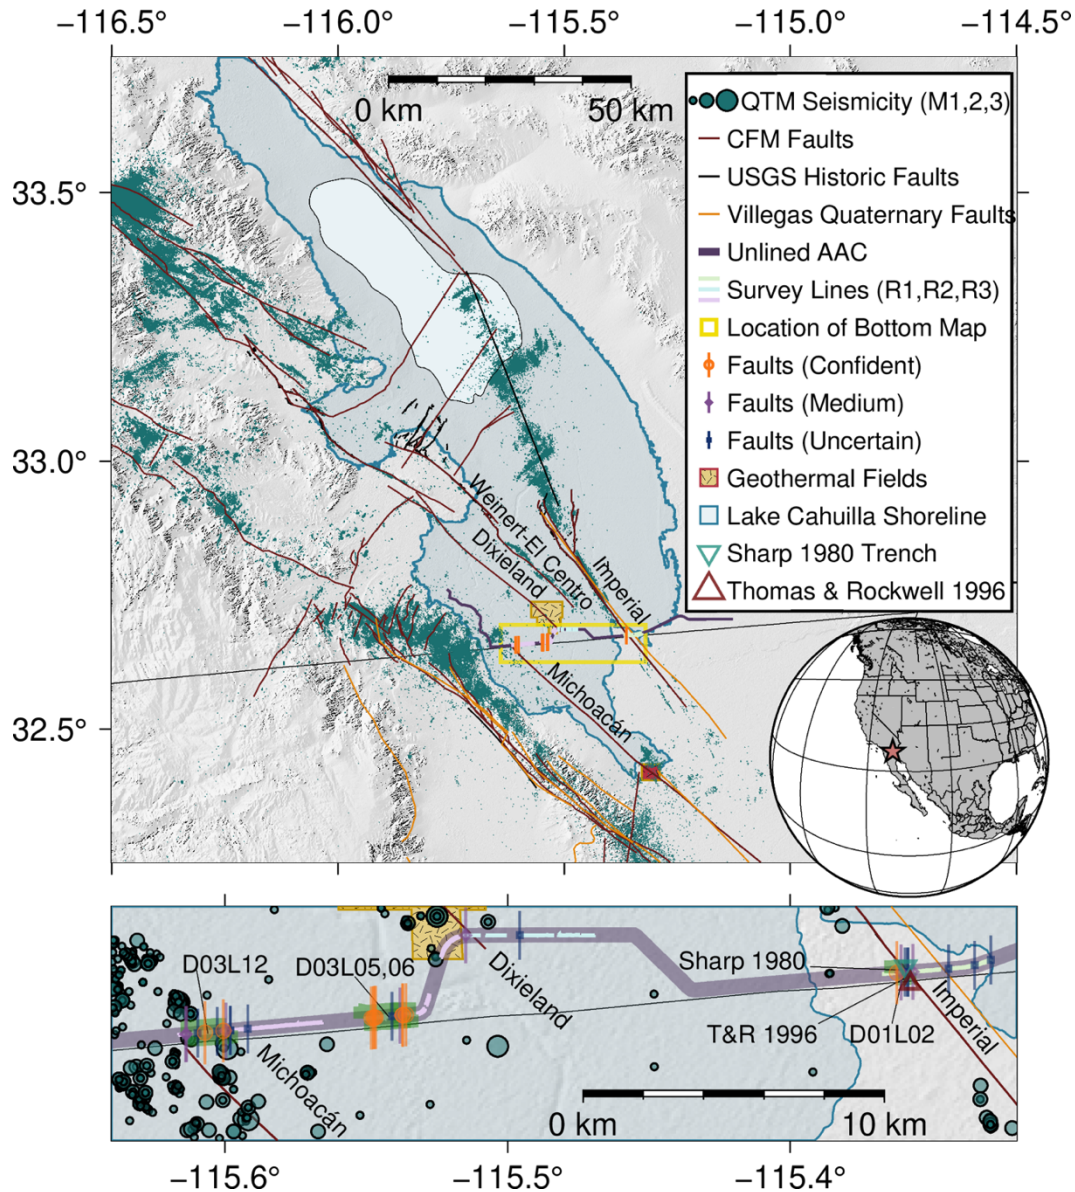 −116.5° −116.0° −115.5° −115.0° −114.5°
0 km 50 km
33.5°
33.0°
32.5°
QTM Seismicity (M1,2,3)
CFM Faults
USGS Historic Faults
Villegas Quaternary Faults
Unlined AAC
Survey Lines (R1,R2,R3)
Location of Bottom Map
Faults (Confident)
Faults (Medium)
Faults (Uncertain)
Geothermal Fields
Lake Cahuilla Shoreline
Sharp 1980 Trench
Thomas & Rockwell 1996
Weinert-El Centro
Dixieland
Imperial
Michoacán
D03L12
D03L05,06
Dixieland
Sharp 1980
T&R 1996
D01L02
Imperial
Michoacán
0 km 10 km
−115.6° −115.5° −115.4°